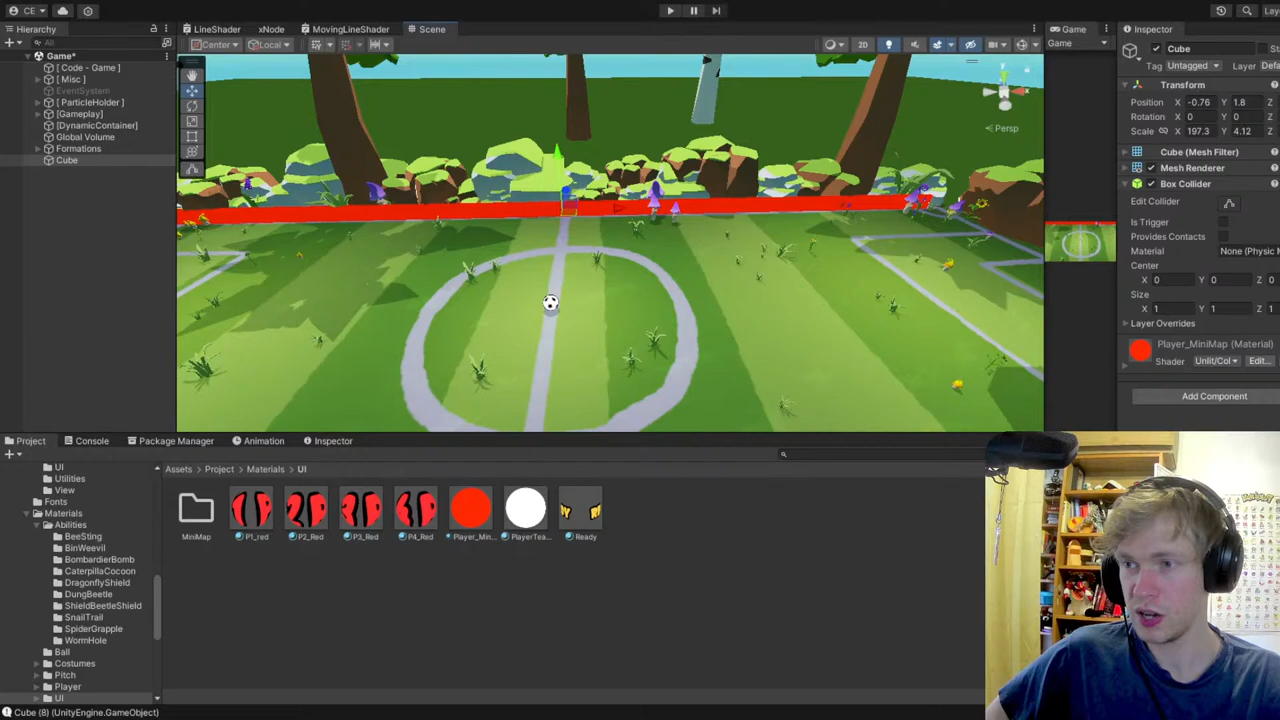 CE
LineShader
xNode
MovingLineShader
Scene
Game
Inspector
Hierarchy
All
Center
Local
2D
Game
Cube
Tag Untagged Layer
Game*
[ Code - Game ]
[ Misc ]
EventSystem
[ ParticleHolder ]
[Gameplay]
[DynamicContainer]
Global Volume
Formations
Cube
Persp
Transform
Position X -0.76 Y 1.8 Z
Rotation X 0 Y 0 Z
Scale X 197.3 Y 4.12 Z
Cube (Mesh Filter)
Mesh Renderer
Box Collider
Edit Collider
Is Trigger
Provides Contacts
Material None (Physic M
Center
X 0 Y 0 Z 0
Size
X 1 Y 1 Z 1
Layer Overrides
Player_MiniMap (Material)
Shader Unlit/Col Edit...
Add Component
Project
Console
Package Manager
Animation
Inspector
Assets > Project > Materials > UI
UI
Utilities
View
Fonts
Materials
Abilities
BeeSting
BinWeevil
BombardierBomb
CaterpillaCocoon
DragonflyShield
DungBeetle
ShieldBeetleShield
SnailTrail
SpiderGrapple
WormHole
Ball
Costumes
Pitch
Player
UI
MiniMap
P1_red
P2_Red
P3_Red
P4_Red
Player_Min...
PlayerTea...
Ready
Cube (8) (UnityEngine.GameObject)